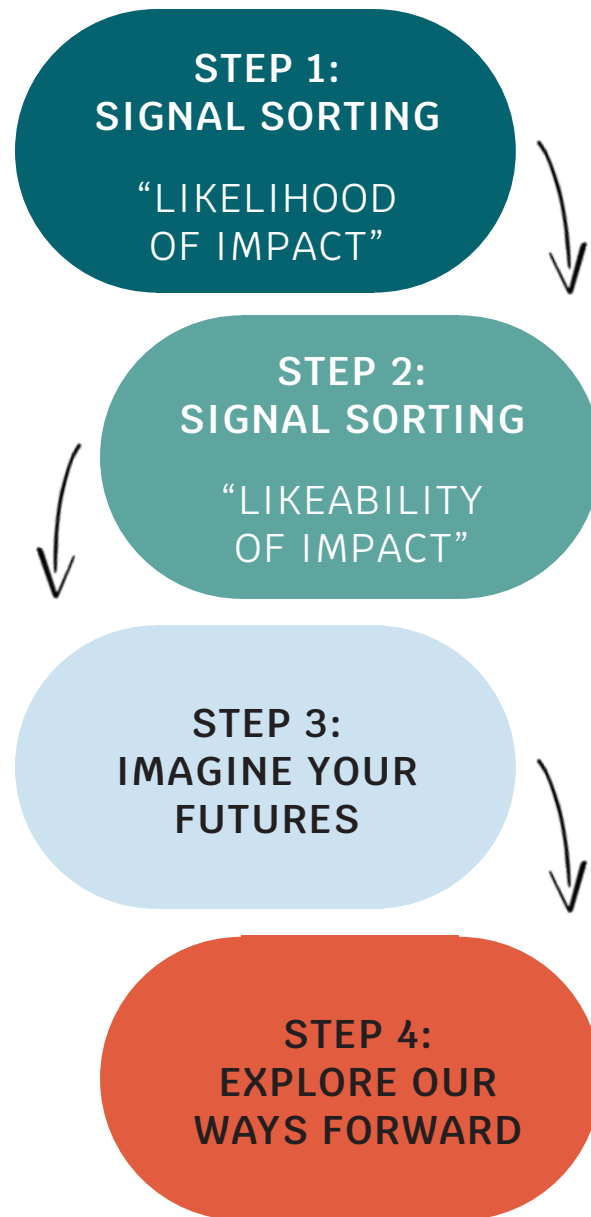 STEP 1:
SIGNAL SORTING
“LIKELIHOOD
OF IMPACT”
STEP 2:
SIGNAL SORTING
“LIKEABILITY
OF IMPACT”
STEP 3:
IMAGINE YOUR
FUTURES
STEP 4:
EXPLORE OUR
WAYS FORWARD